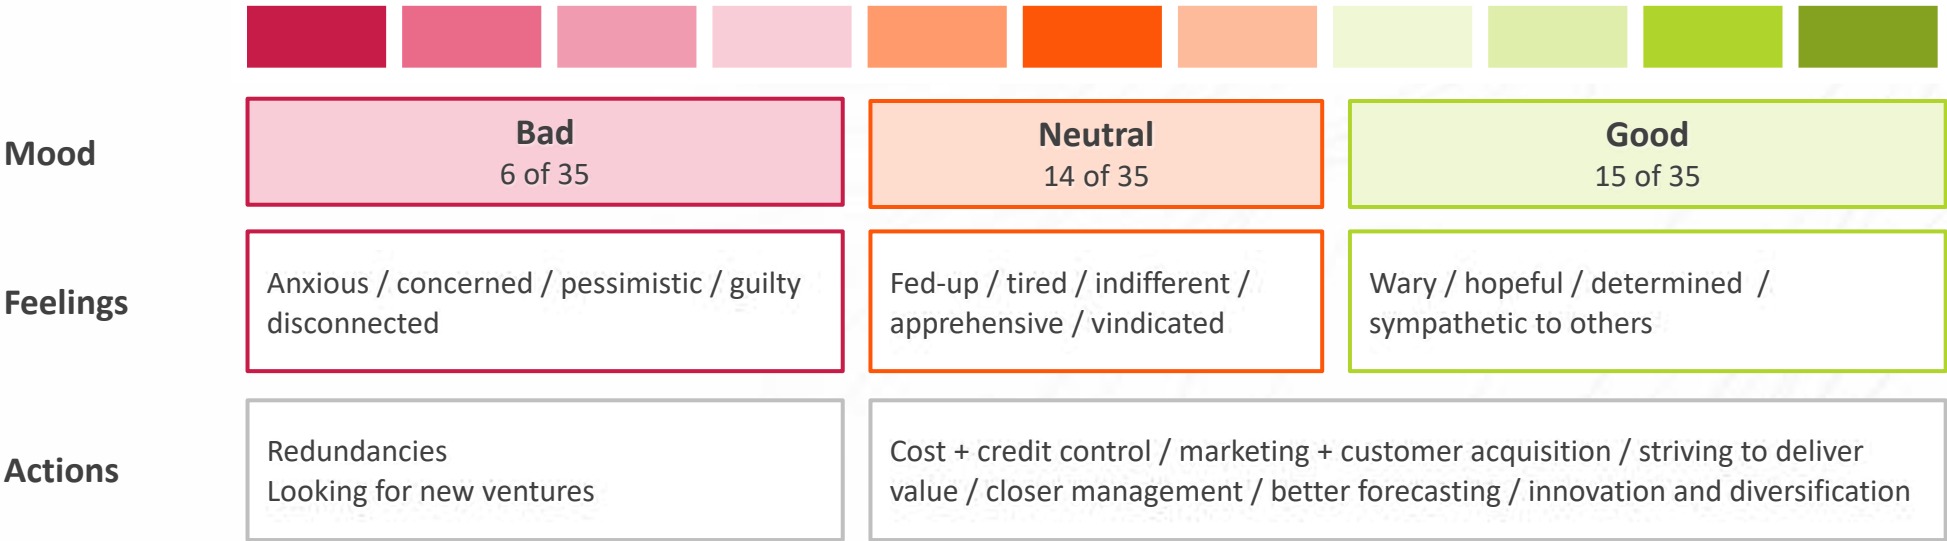 Mood
Bad
6 of 35
Neutral
14 of 35
Good
15 of 35
Feelings
Anxious / concerned / pessimistic / guilty
disconnected
Fed-up / tired / indifferent /
apprehensive / vindicated
Wary / hopeful / determined  /
sympathetic to others
Actions
Redundancies
Looking for new ventures
Cost + credit control / marketing + customer acquisition / striving to deliver
value / closer management / better forecasting / innovation and diversification